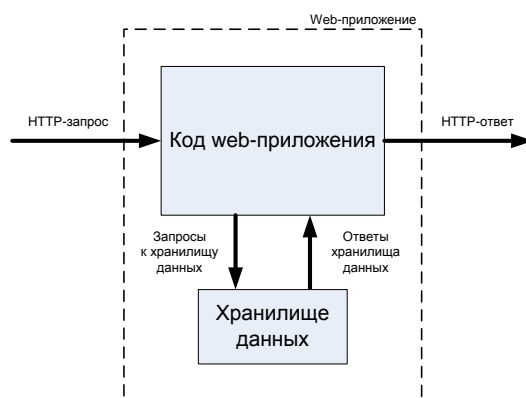 Web-приложение
HTTP-запрос
Код web-приложения
HTTP-ответ
Запросы
к хранилищу
данных
Ответы
хранилища
данных
Хранилище
данных